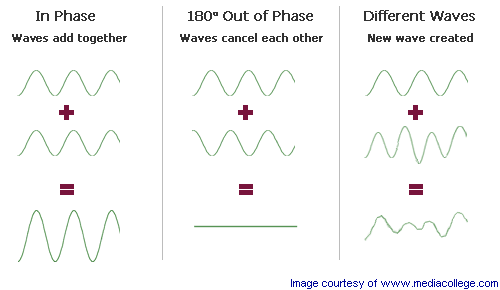 In Phase
Waves add together
180° Out of Phase
Waves cancel each other
Different Waves
New wave created
+
=
+
=
+
=
Image courtesy of www.mediacollege.com